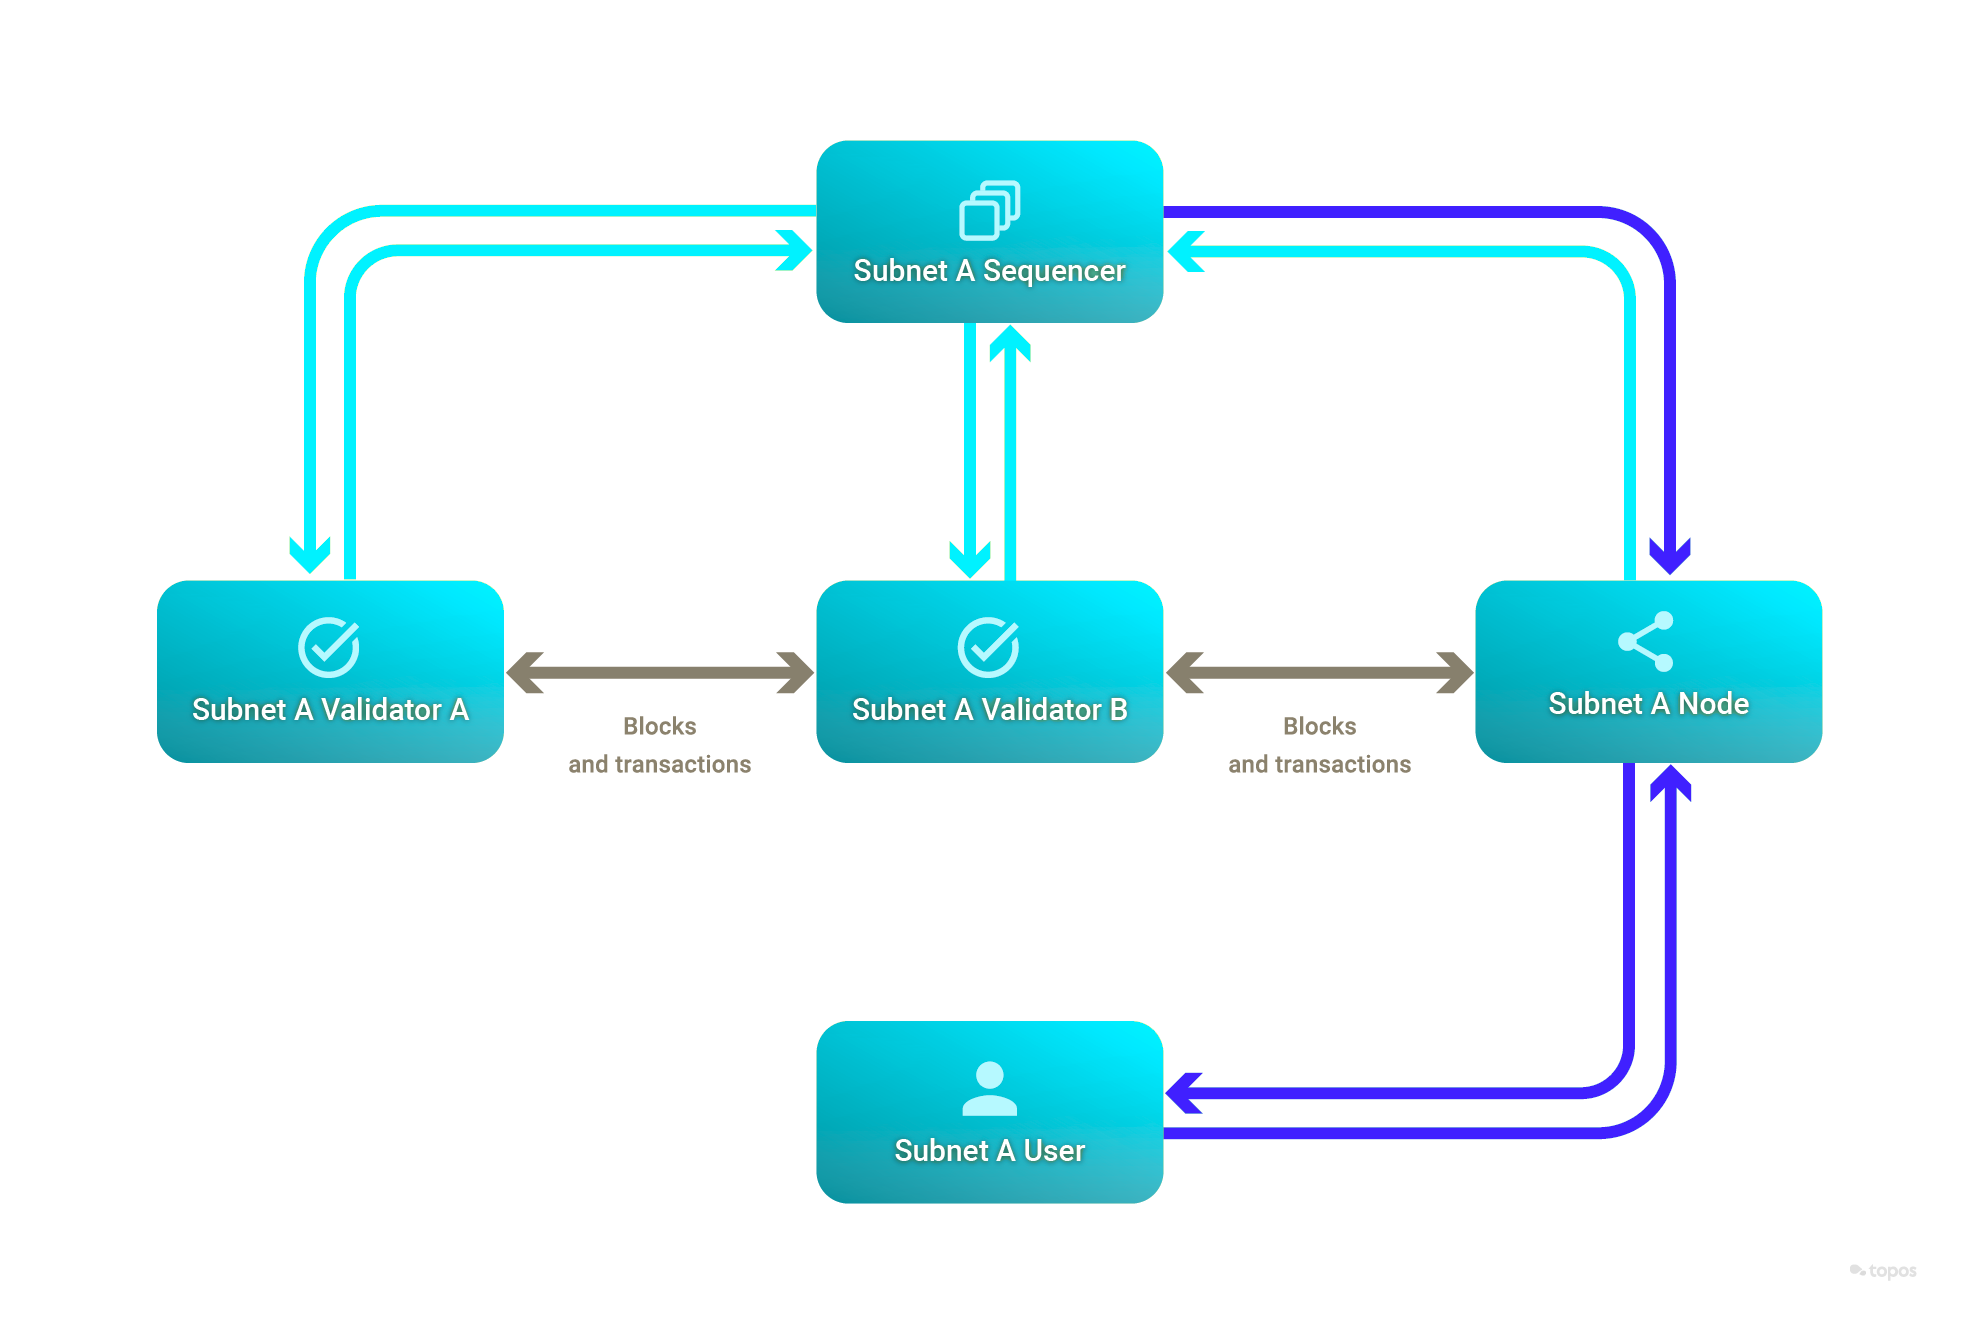 Subnet A Sequencer
Subnet A Validator A
Blocks
and transactions
Subnet A Validator B
Blocks
and transactions
Subnet A Node
Subnet A User
topos